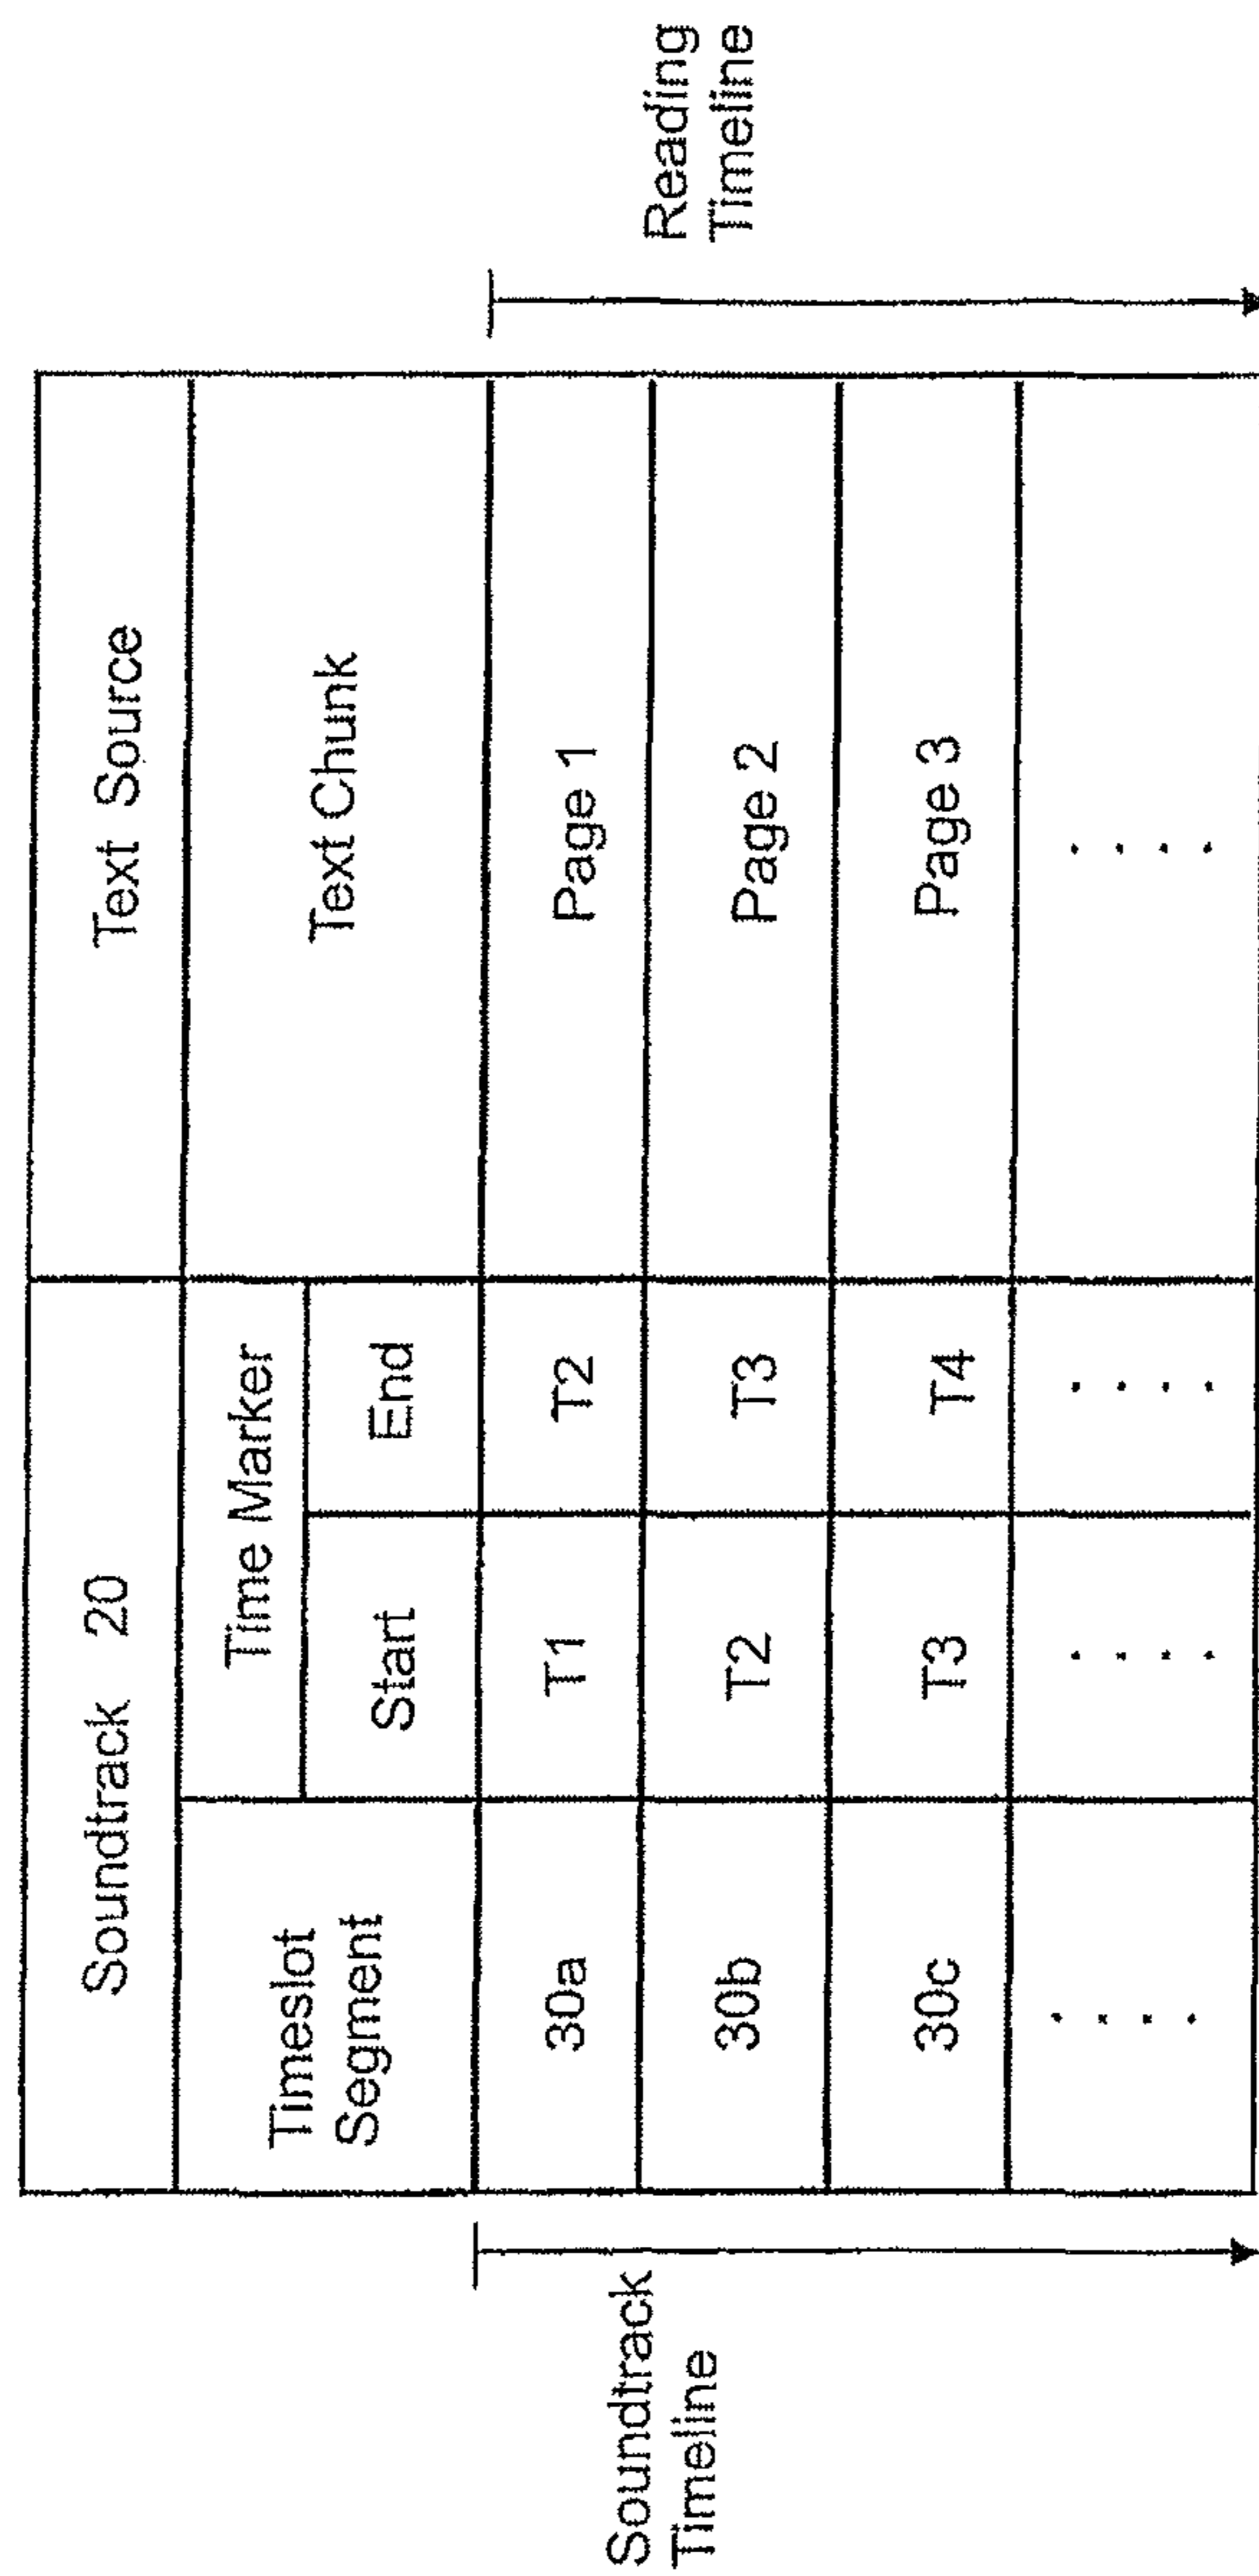 Soundtrack 20
Text Source
Timeslot
Segment
Time Marker
Text Chunk
Start
End
30a
T1
T2
Page 1
30b
T2
T3
Page 2
30c
T3
T4
Page 3
. . . .
. . . .
. . . .
. . . .
Soundtrack
Timeline
Reading
Timeline